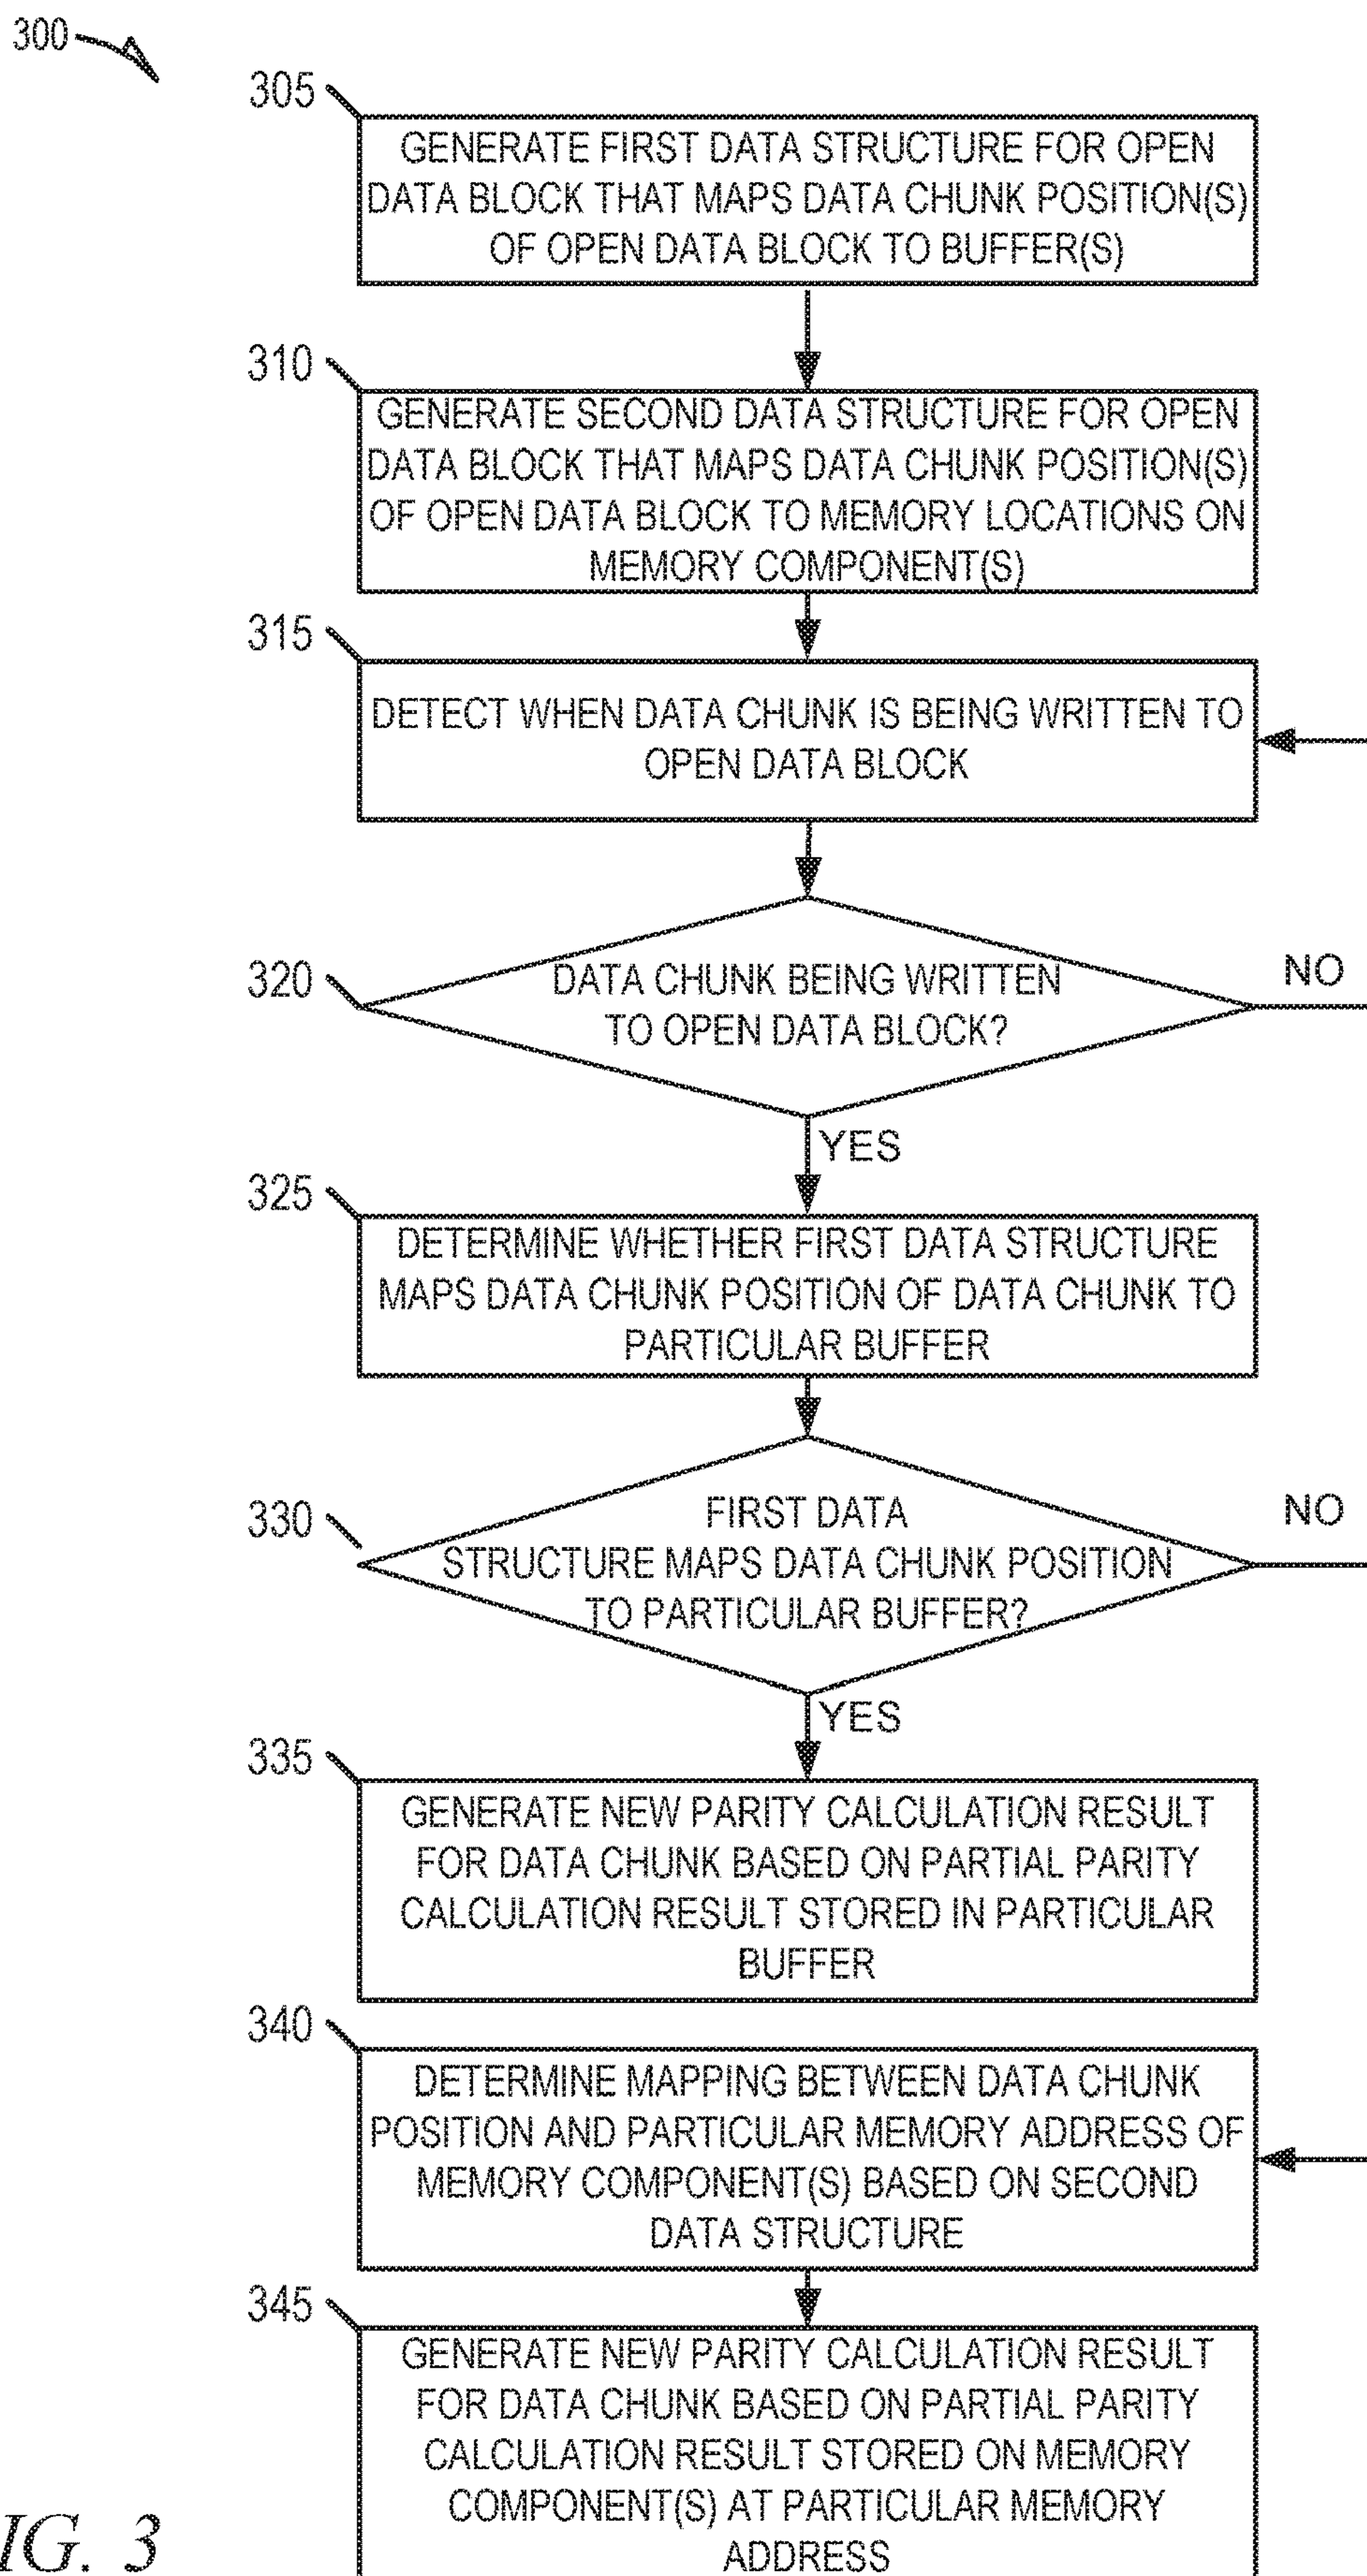 300
305
GENERATE FIRST DATA STRUCTURE FOR OPEN
DATA BLOCK THAT MAPS DATA CHUNK POSITION(S)
OF OPEN DATA BLOCK TO BUFFER(S)
310
GENERATE SECOND DATA STRUCTURE FOR OPEN
DATA BLOCK THAT MAPS DATA CHUNK POSITION(S)
OF OPEN DATA BLOCK TO MEMORY LOCATIONS ON
MEMORY COMPONENT(S)
315
DETECT WHEN DATA CHUNK IS BEING WRITTEN TO
OPEN DATA BLOCK
320
DATA CHUNK BEING WRITTEN
TO OPEN DATA BLOCK?
NO
YES
325
DETERMINE WHETHER FIRST DATA STRUCTURE
MAPS DATA CHUNK POSITION OF DATA CHUNK TO
PARTICULAR BUFFER
330
FIRST DATA
STRUCTURE MAPS DATA CHUNK POSITION
TO PARTICULAR BUFFER?
NO
YES
335
GENERATE NEW PARITY CALCULATION RESULT
FOR DATA CHUNK BASED ON PARTIAL PARITY
CALCULATION RESULT STORED IN PARTICULAR
BUFFER
340
DETERMINE MAPPING BETWEEN DATA CHUNK
POSITION AND PARTICULAR MEMORY ADDRESS OF
MEMORY COMPONENT(S) BASED ON SECOND
DATA STRUCTURE
345
GENERATE NEW PARITY CALCULATION RESULT
FOR DATA CHUNK BASED ON PARTIAL PARITY
CALCULATION RESULT STORED ON MEMORY
COMPONENT(S) AT PARTICULAR MEMORY
ADDRESS
IG. 3